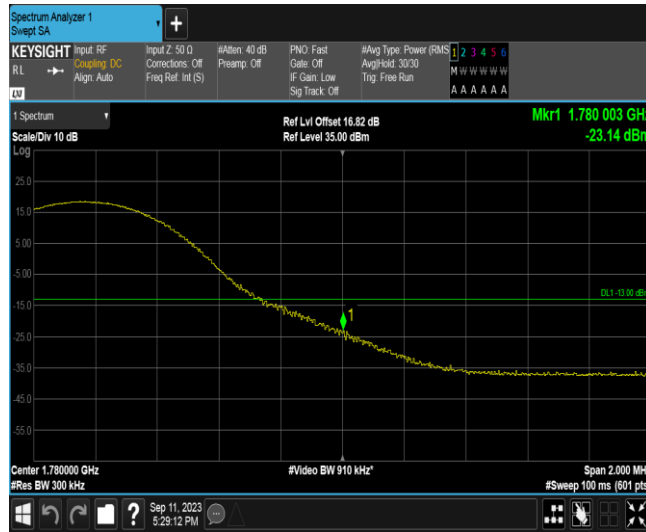 Spectrum Analyzer 1
Swept SA
+
KEYSIGHT Input: RF Input Z: 50 Ω #Atten: 40 dB PNO: Fast #Avg Type: Power (RMS 1 2 3 4 5 6
RL Coupling: DC Corrections: Off Preamp: Off Gate: Off Avg|Hold: 30/30 M W W W W W
Align: Auto Freq Ref: Int (S) IF Gain: Low Trig: Free Run
LXI Sig Track: Off A A A A A A
1 Spectrum Ref Lvl Offset 16.82 dB Mkr1 1.780 003 GHz
Scale/Div 10 dB Ref Level 35.00 dBm -23.14 dBm
Log
25.0
15.0
5.00
-5.00
DL1 -13.00 dBm
-15.0
1
-25.0
-35.0
-45.0
-55.0
Center 1.780000 GHz #Video BW 910 kHz* Span 2.000 MH
#Res BW 300 kHz #Sweep 100 ms (601 pts
? Sep 11, 2023
5:29:12 PM